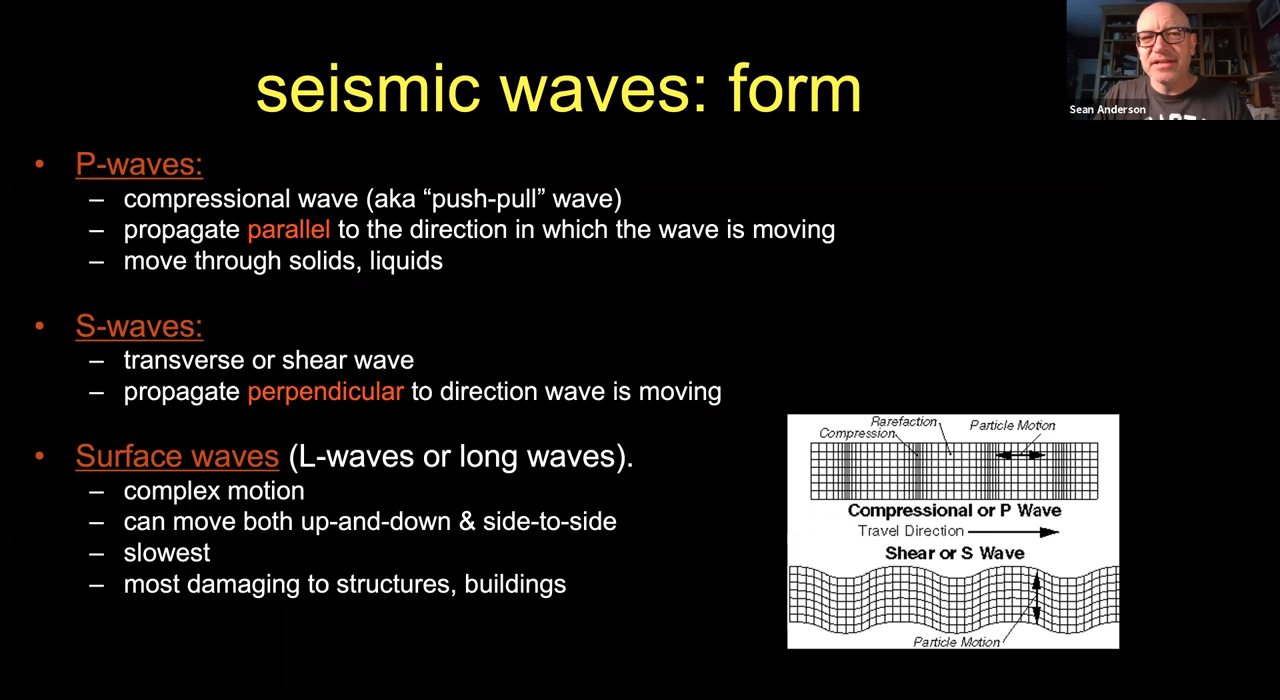 seismic waves: form
Sean Anderson
• P-waves:
– compressional wave (aka “push-pull” wave)
– propagate parallel to the direction in which the wave is moving
– move through solids, liquids
• S-waves:
– transverse or shear wave
– propagate perpendicular to direction wave is moving
• Surface waves (L-waves or long waves).
– complex motion
– can move both up-and-down & side-to-side
– slowest
– most damaging to structures, buildings
Rarefaction
Compression
Particle Motion
Compressional or P Wave
Travel Direction
Shear or S Wave
Particle Motion